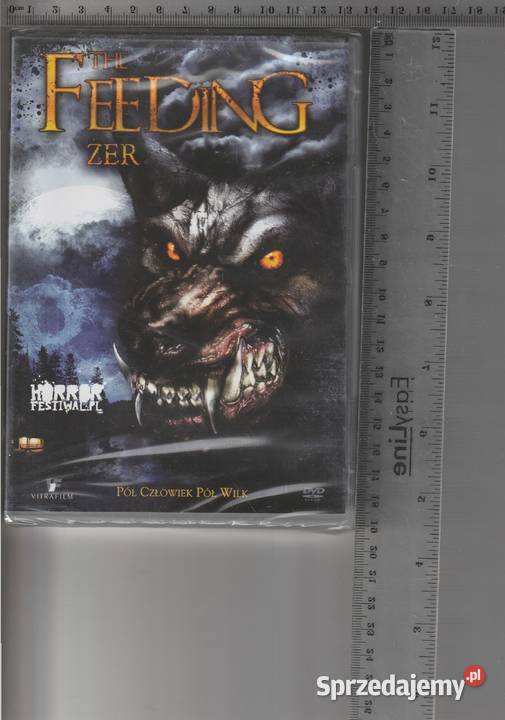 THE
FEEDING
ZER
HORROR
FESTIWAL.PL
VITRAFILM
PÓŁ CZŁOWIEK PÓŁ WILK
DVD
EasyLine
Sprzedajemy.pl